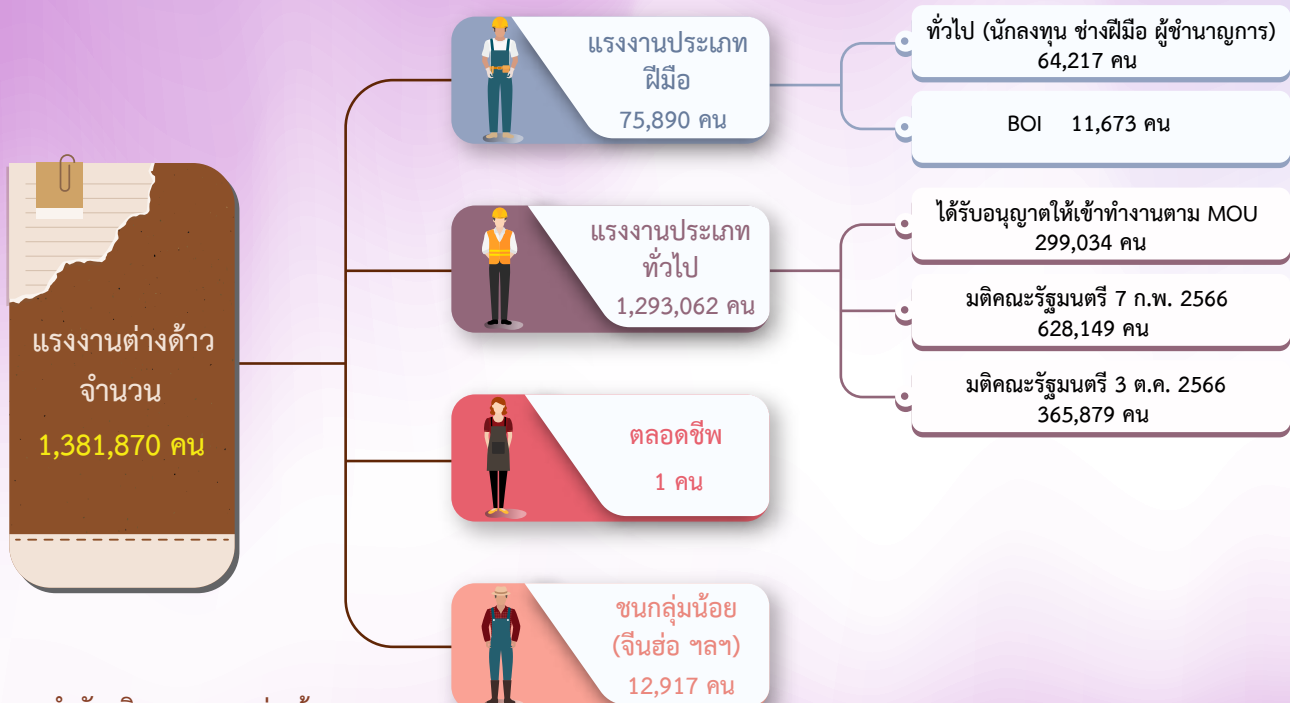 แรงงานต่างด้าว
จำนวน
1,381,870 คน
แรงงานประเภท
ฝีมือ
75,890 คน
ทั่วไป (นักลงทุน ช่างฝีมือ ผู้ชำนาญการ)
64,217 คน
BOI 11,673 คน
แรงงานประเภท
ทั่วไป
1,293,062 คน
ได้รับอนุญาตให้เข้าทำงานตาม MOU
299,034 คน
มติคณะรัฐมนตรี 7 ก.พ. 2566
628,149 คน
มติคณะรัฐมนตรี 3 ต.ค. 2566
365,879 คน
ตลอดชีพ
1 คน
ชนกลุ่มน้อย
(จีนฮ่อ ฯลฯ)
12,917 คน